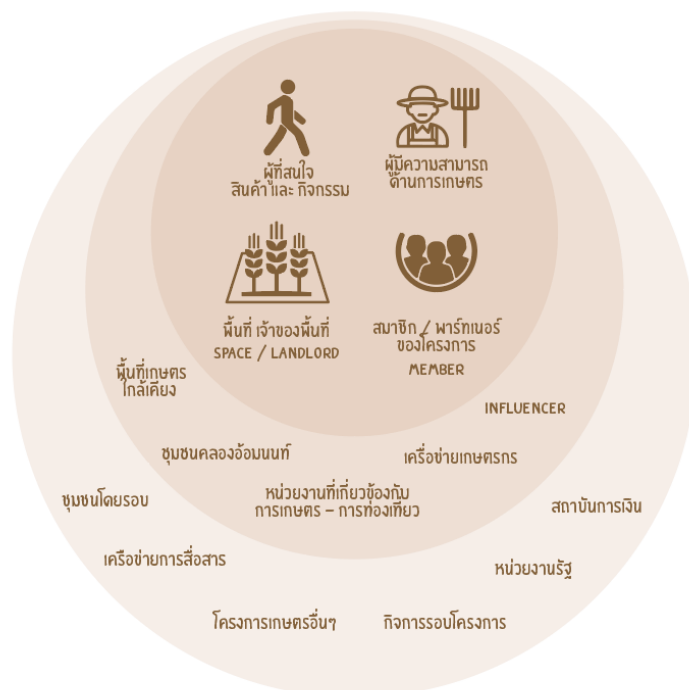 ผู้ที่สนใจ
สินค้า และ กิจกรรม
ผู้มีความสามารถ
ด้านการเกษตร
พื้นที่ เจ้าของพื้นที่
SPACE / LANDLORD
สมาชิก / พาร์ทเนอร์
ของโครงการ
MEMBER
พื้นที่เกษตร
ใกล้เคียง
INFLUENCER
ชุมชนคลองอ้อมนนท์
เครื่อข่ายเกษตรกร
ชุมชนโดยรอบ
หน่วยงานที่เกี่ยวข้องกับ
การเกษตร – การท่องเที่ยว
สถาบันการเงิน
เครือข่ายการสื่อสาร
หน่วยงานรัฐ
โครงการเกษตรอื่นๆ
กิจการรอบโครงการ